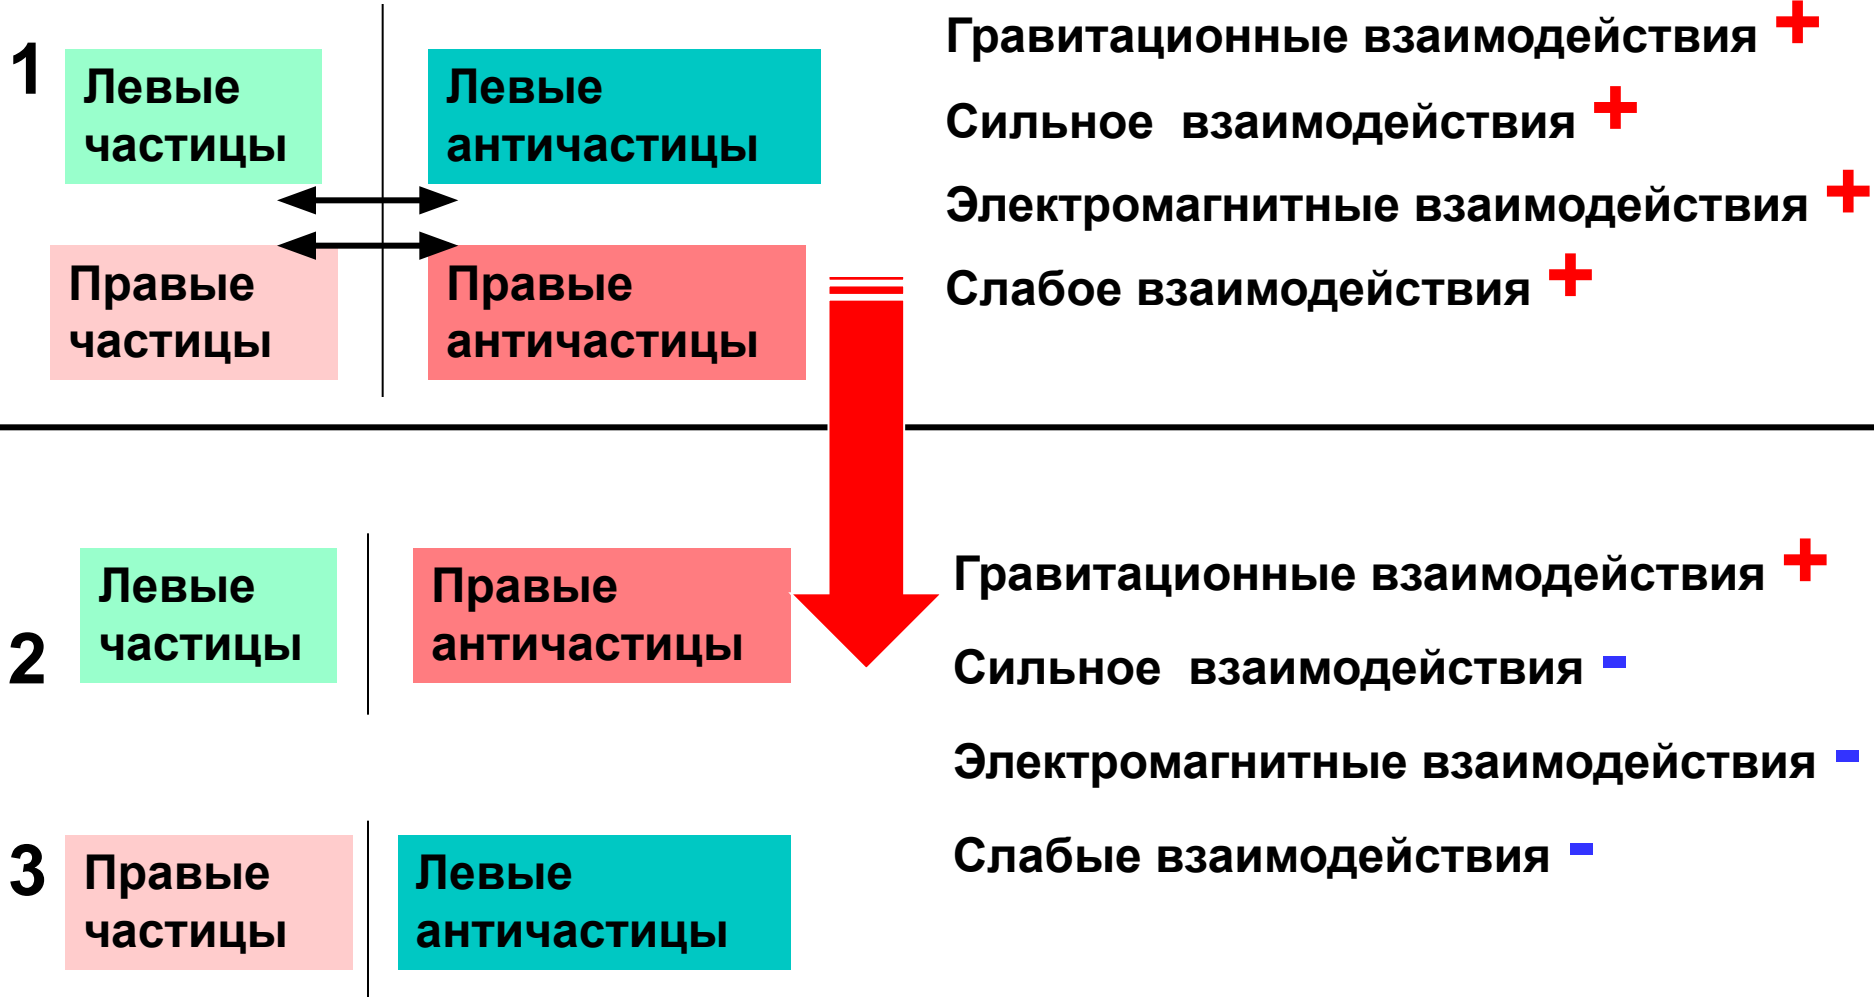 1
Левые
частицы
Левые
античастицы
Правые
частицы
Правые
античастицы
Гравитационные взаимодействия +
Сильное взаимодействия +
Электромагнитные взаимодействия +
Слабое взаимодействия +
2
Левые
частицы
Правые
античастицы
3
Правые
частицы
Левые
античастицы
Гравитационные взаимодействия +
Сильное взаимодействия -
Электромагнитные взаимодействия -
Слабые взаимодействия -